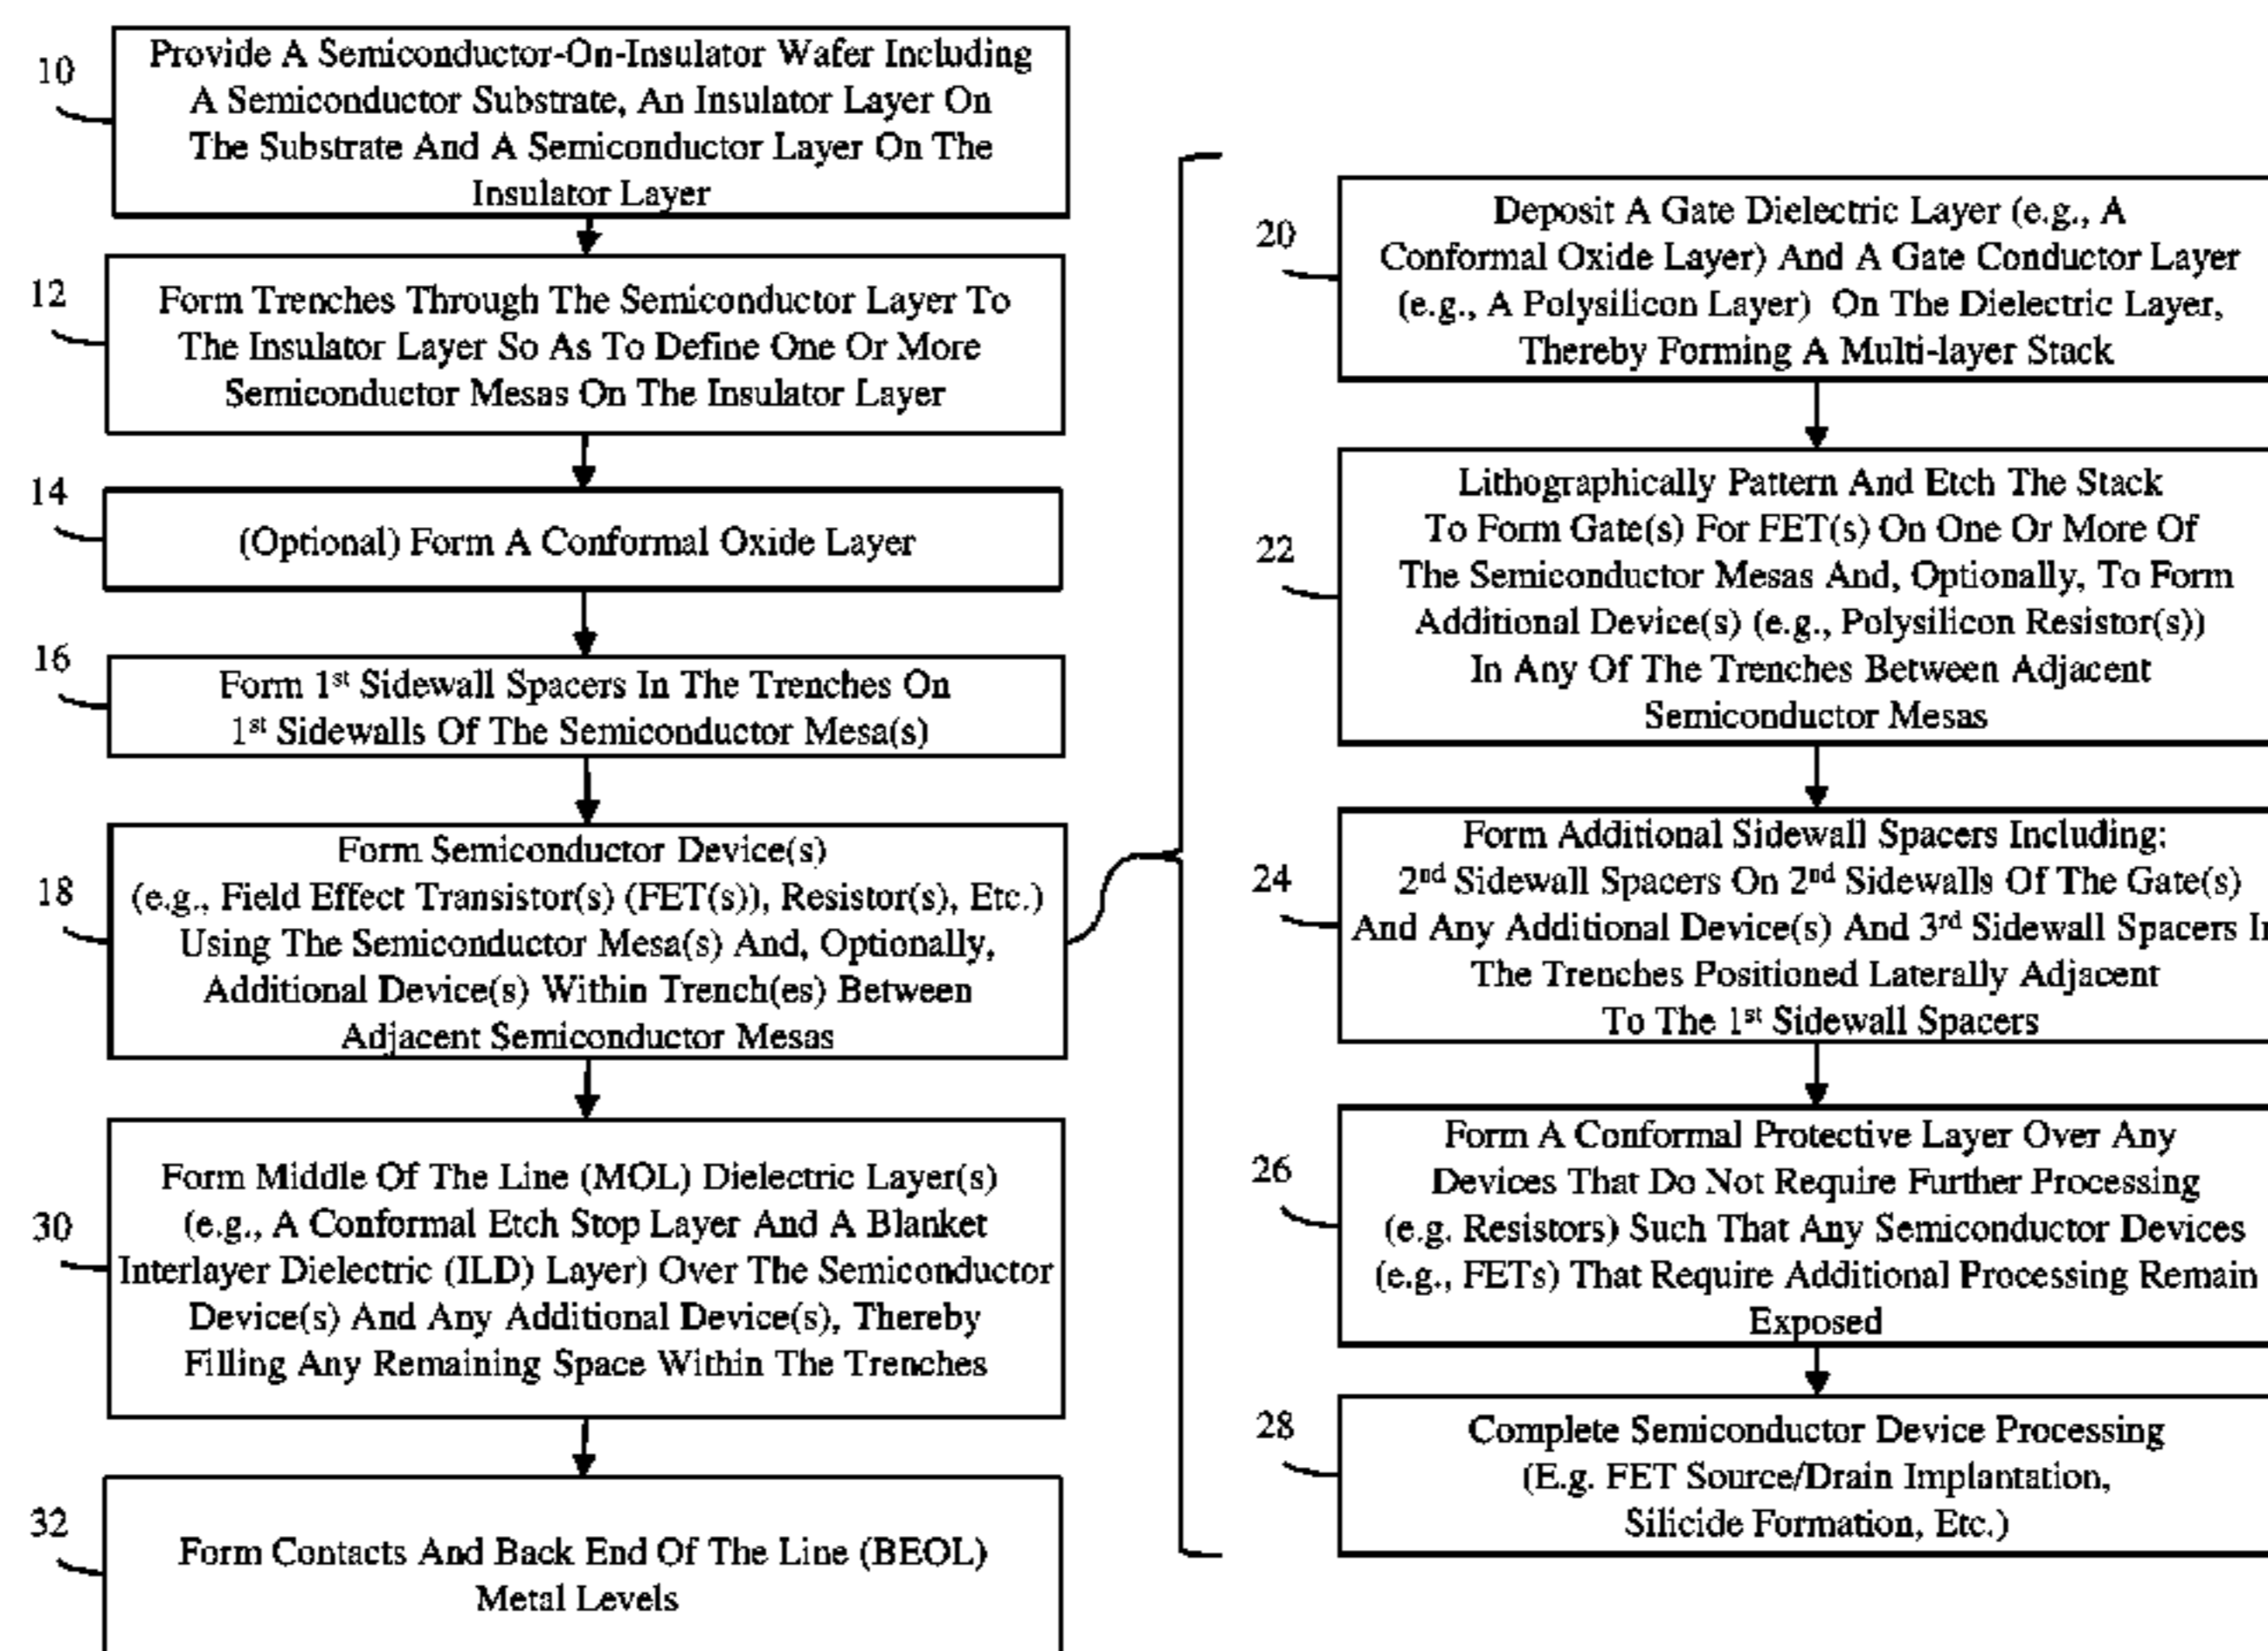 10
Provide A Semiconductor-On-Insulator Wafer Including
A Semiconductor Substrate, An Insulator Layer On
The Substrate And A Semiconductor Layer On The
Insulator Layer
12
Form Trenches Through The Semiconductor Layer To
The Insulator Layer So As To Define One Or More
Semiconductor Mesas On The Insulator Layer
14
(Optional) Form A Conformal Oxide Layer
16
Form 1st Sidewall Spacers In The Trenches On
1st Sidewalls Of The Semiconductor Mesa(s)
18
Form Semiconductor Device(s)
(e.g., Field Effect Transistor(s) (FET(s)), Resistor(s), Etc.)
Using The Semiconductor Mesa(s) And, Optionally,
Additional Device(s) Within Trench(es) Between
Adjacent Semiconductor Mesas
30
Form Middle Of The Line (MOL) Dielectric Layer(s)
(e.g., A Conformal Etch Stop Layer And A Blanket
Interlayer Dielectric (ILD) Layer) Over The Semiconductor
Device(s) And Any Additional Device(s), Thereby
Filling Any Remaining Space Within The Trenches
32
Form Contacts And Back End Of The Line (BEOL)
Metal Levels
20
Deposit A Gate Dielectric Layer (e.g., A
Conformal Oxide Layer) And A Gate Conductor Layer
(e.g., A Polysilicon Layer) On The Dielectric Layer,
Thereby Forming A Multi-layer Stack
22
Lithographically Pattern And Etch The Stack
To Form Gate(s) For FET(s) On One Or More Of
The Semiconductor Mesas And, Optionally, To Form
Additional Device(s) (e.g., Polysilicon Resistor(s))
In Any Of The Trenches Between Adjacent
Semiconductor Mesas
24
Form Additional Sidewall Spacers Including:
2nd Sidewall Spacers On 2nd Sidewalls Of The Gate(s)
And Any Additional Device(s) And 3rd Sidewall Spacers In
The Trenches Positioned Laterally Adjacent
To The 1st Sidewall Spacers
26
Form A Conformal Protective Layer Over Any
Devices That Do Not Require Further Processing
(e.g. Resistors) Such That Any Semiconductor Devices
(e.g., FETs) That Require Additional Processing Remain
Exposed
28
Complete Semiconductor Device Processing
(E.g. FET Source/Drain Implantation,
Silicide Formation, Etc.)